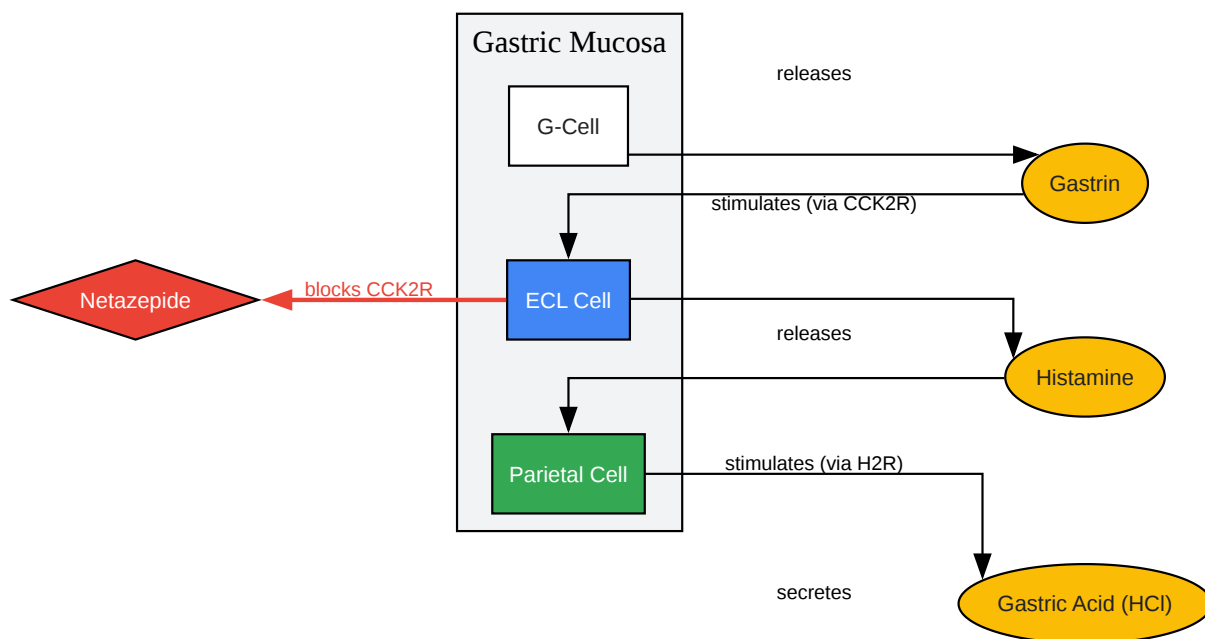 Gastric Mucosa
releases
G-Cell
Gastrin
stimulates (via CCK2R)
Netazepide
blocks CCK2R
ECL Cell
releases
Histamine
stimulates (via H2R)
Parietal Cell
secretes
Gastric Acid (HCl)